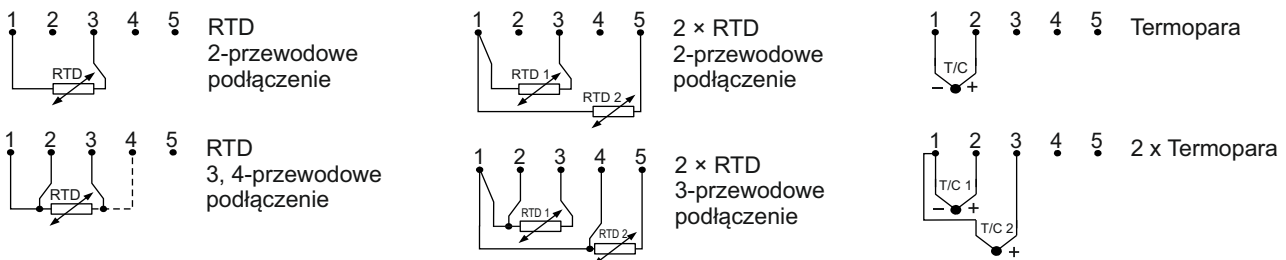 1 2 3 4 5
RTD
2-przewodowe
podłączenie
RTD
1 2 3 4 5
2 × RTD
2-przewodowe
podłączenie
RTD 1
RTD 2
1 2 3 4 5
Termopara
T/C
– +
1 2 3 4 5
RTD
3, 4-przewodowe
podłączenie
RTD
1 2 3 4 5
2 × RTD
3-przewodowe
podłączenie
RTD 1
RTD 2
1 2 3 4 5
2 x Termopara
T/C 1
– +
T/C 2
+